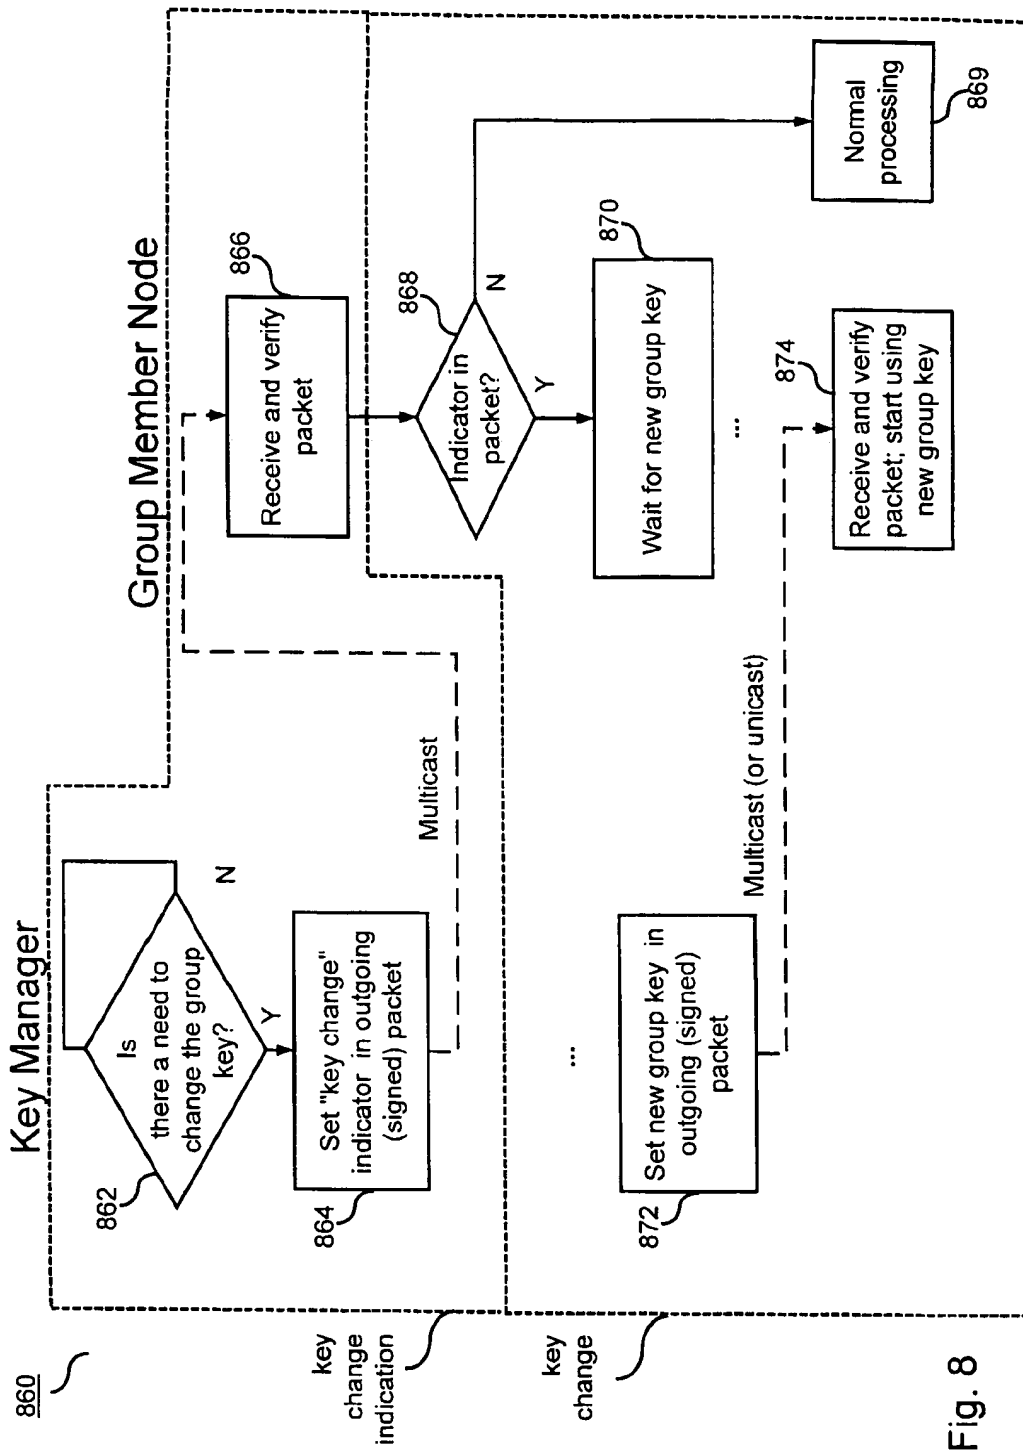 860
Key Manager
Group Member Node
862
Is
there a need to
change the group
key?
N
Y
864
Set "key change"
indicator in outgoing
(signed) packet
Multicast
866
Receive and verify
packet
868
Indicator in
packet?
N
Y
key
change
indication
key
change
870
Wait for new group key
Normal
processing
869
...
...
872
Set new group key in
outgoing (signed)
packet
Multicast (or unicast)
874
Receive and verify
packet; start using
new group key
Fig. 8